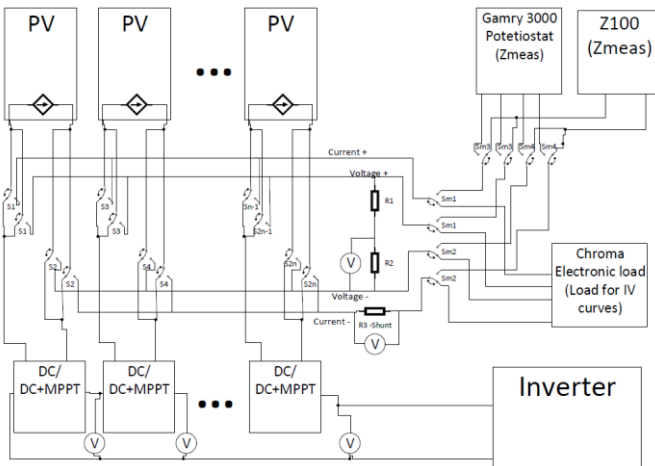 PV
PV
PV
Gamry 3000
Potetiostat
(Zmeas)
Z100
(Zmeas)
Sm3
Sm3
Sm4
Sm4
Current +
Voltage +
S1
S1
S3
S3
Sn-1
S2n-1
R1
Sm1
Sm1
S2
S2
S4
S4
S2n
S2n
V
R2
Sm2
Sm2
Voltage -
Current -
R3 -Shunt
V
Chroma
Electronic load
(Load for IV
curves)
DC/
DC+MPPT
DC/
DC+MPPT
DC/
DC+MPPT
Inverter
V
V
V